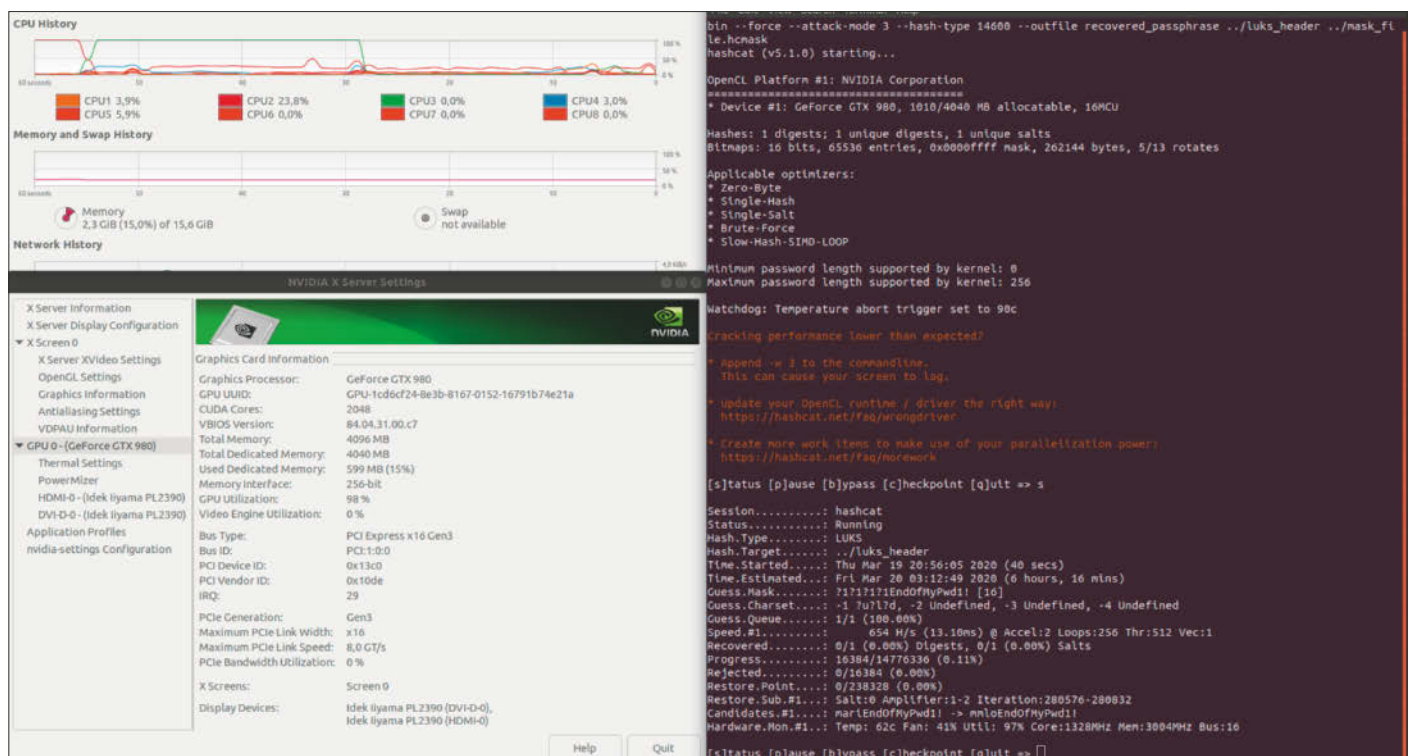 CPU History
100 %
50 %
0 %
60 seconds 50 40 30 20 10 0
CPU1 3,9% CPU2 23,8% CPU3 0,0% CPU4 3,0%
CPU5 5,9% CPU6 0,0% CPU7 0,0% CPU8 0,0%
Memory and Swap History
100 %
50 %
0 %
60 seconds 50 40 30 20 10 0
Memory
2,3 GiB (15,0%) of 15,6 GiB
Swap
not available
Network History
NVIDIA X Server Settings
X Server Information
X Server Display Configuration
X Screen 0
X Server XVideo Settings
OpenGL Settings
Graphics Information
Antialiasing Settings
VDPAU Information
GPU 0 - (GeForce GTX 980)
Thermal Settings
PowerMizer
HDMI-0 - (Idek Iiyama PL2390)
DVI-D-0 - (Idek Iiyama PL2390)
Application Profiles
nvidia-settings Configuration
NVIDIA
Graphics Card Information
Graphics Processor: GeForce GTX 980
GPU UUID: GPU-1cd6cf24-8e3b-8167-0152-16791b74e21a
CUDA Cores: 2048
VBIOS Version: 84.04.31.00.c7
Total Memory: 4096 MB
Total Dedicated Memory: 4040 MB
Used Dedicated Memory: 599 MB (15%)
Memory Interface: 256-bit
GPU Utilization: 98 %
Video Engine Utilization: 0 %
Bus Type: PCI Express x16 Gen3
Bus ID: PCI:1:0:0
PCI Device ID: 0x13c0
PCI Vendor ID: 0x10de
IRQ: 29
PCIe Generation: Gen3
Maximum PCIe Link Width: x16
Maximum PCIe Link Speed: 8,0 GT/s
PCIe Bandwidth Utilization: 0 %
X Screens: Screen 0
Display Devices: Idek Iiyama PL2390 (DVI-D-0),
Idek Iiyama PL2390 (HDMI-0)
Help Quit
bin --force --attack-mode 3 --hash-type 14600 --outfile recovered_passphrase ../luks_header ../mask_fi
le.hcmask
hashcat (v5.1.0) starting...
OpenCL Platform #1: NVIDIA Corporation
======================================
* Device #1: GeForce GTX 980, 1010/4040 MB allocatable, 16MCU
Hashes: 1 digests; 1 unique digests, 1 unique salts
Bitmaps: 16 bits, 65536 entries, 0x0000ffff mask, 262144 bytes, 5/13 rotates
Applicable optimizers:
* Zero-Byte
* Single-Hash
* Single-Salt
* Brute-Force
* Slow-Hash-SIMD-LOOP
Minimum password length supported by kernel: 0
Maximum password length supported by kernel: 256
Watchdog: Temperature abort trigger set to 90c
Cracking performance lower than expected?
* Append -w 3 to the commandline.
This can cause your screen to lag.
* Update your OpenCL runtime / driver the right way:
https://hashcat.net/faq/wrongdriver
* Create more work items to make use of your parallelization power:
https://hashcat.net/faq/morework
[s]tatus [p]ause [b]ypass [c]heckpoint [q]uit => s
Session..........: hashcat
Status...........: Running
Hash.Type........: LUKS
Hash.Target......: ../luks_header
Time.Started.....: Thu Mar 19 20:56:05 2020 (40 secs)
Time.Estimated...: Fri Mar 20 03:12:49 2020 (6 hours, 16 mins)
Guess.Mask.......: ?1?1?1?1EndOfMyPwd1! [16]
Guess.Charset....: -1 ?u?l?d, -2 Undefined, -3 Undefined, -4 Undefined
Guess.Queue......: 1/1 (100.00%)
Speed.#1.........: 654 H/s (13.10ms) @ Accel:2 Loops:256 Thr:512 Vec:1
Recovered........: 0/1 (0.00%) Digests, 0/1 (0.00%) Salts
Progress.........: 16384/14776336 (0.11%)
Rejected.........: 0/16384 (0.00%)
Restore.Point....: 0/238328 (0.00%)
Restore.Sub.#1...: Salt:0 Amplifier:1-2 Iteration:280576-280832
Candidates.#1....: mariEndOfMyPwd1! -> mmloEndOfMyPwd1!
Hardware.Mon.#1..: Temp: 62c Fan: 41% Util: 97% Core:1328MHz Mem:3004MHz Bus:16
[s]tatus [p]ause [b]ypass [c]heckpoint [q]uit =>